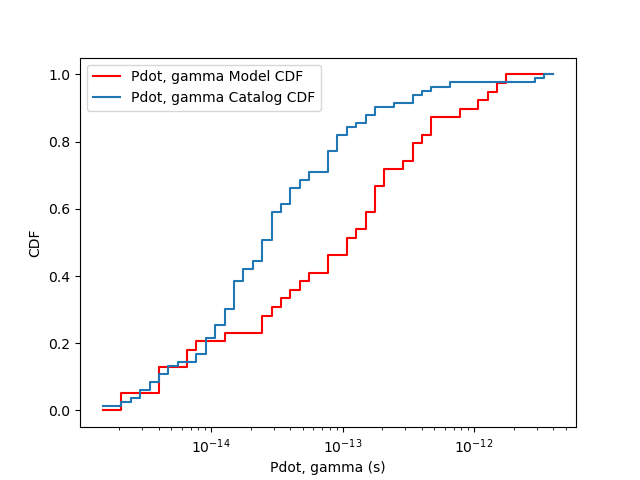 Pdot, gamma Model CDF
Pdot, gamma Catalog CDF
1.0
0.8
0.6
0.4
0.2
0.0
CDF
10⁻¹⁴
10⁻¹³
10⁻¹²
Pdot, gamma (s)